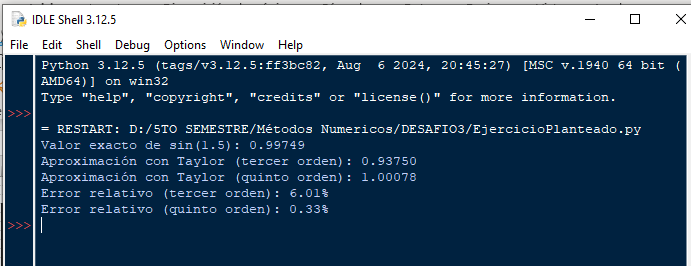 IDLE Shell 3.12.5
File Edit Shell Debug Options Window Help
Python 3.12.5 (tags/v3.12.5:ff3bc82, Aug  6 2024, 20:45:27) [MSC v.1940 64 bit (
AMD64)] on win32
Type "help", "copyright", "credits" or "license()" for more information.
>>>
= RESTART: D:/5TO SEMESTRE/Métodos Numericos/DESAFIO3/EjercicioPlanteado.py
Valor exacto de sin(1.5): 0.99749
Aproximación con Taylor (tercer orden): 0.93750
Aproximación con Taylor (quinto orden): 1.00078
Error relativo (tercer orden): 6.01%
Error relativo (quinto orden): 0.33%
>>>